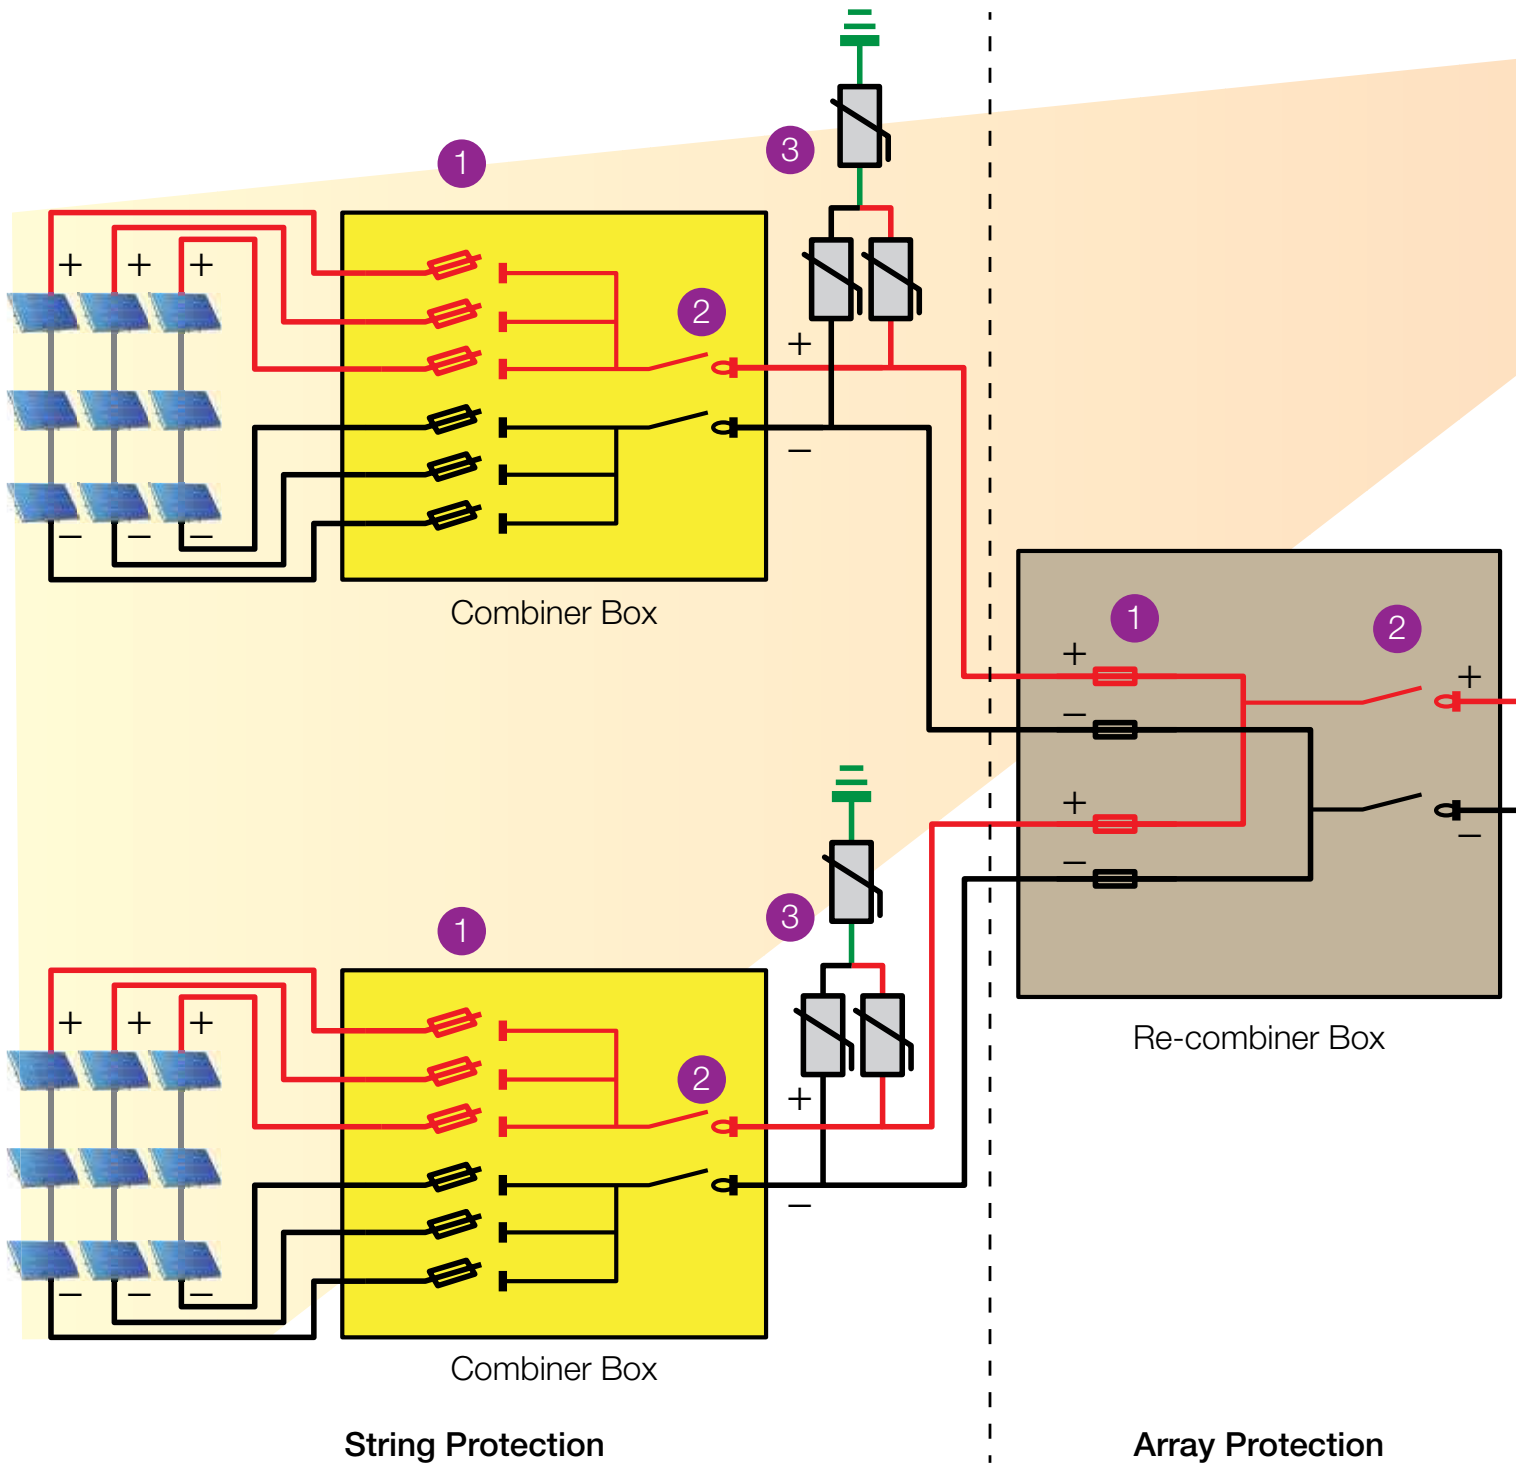 3
1
+ + +
2
+
−
− − −
Combiner Box
1
2
+
+
−
+
−
−
3
1
+ + +
2
+
−
− − −
Re-combiner Box
Combiner Box
String Protection
Array Protection